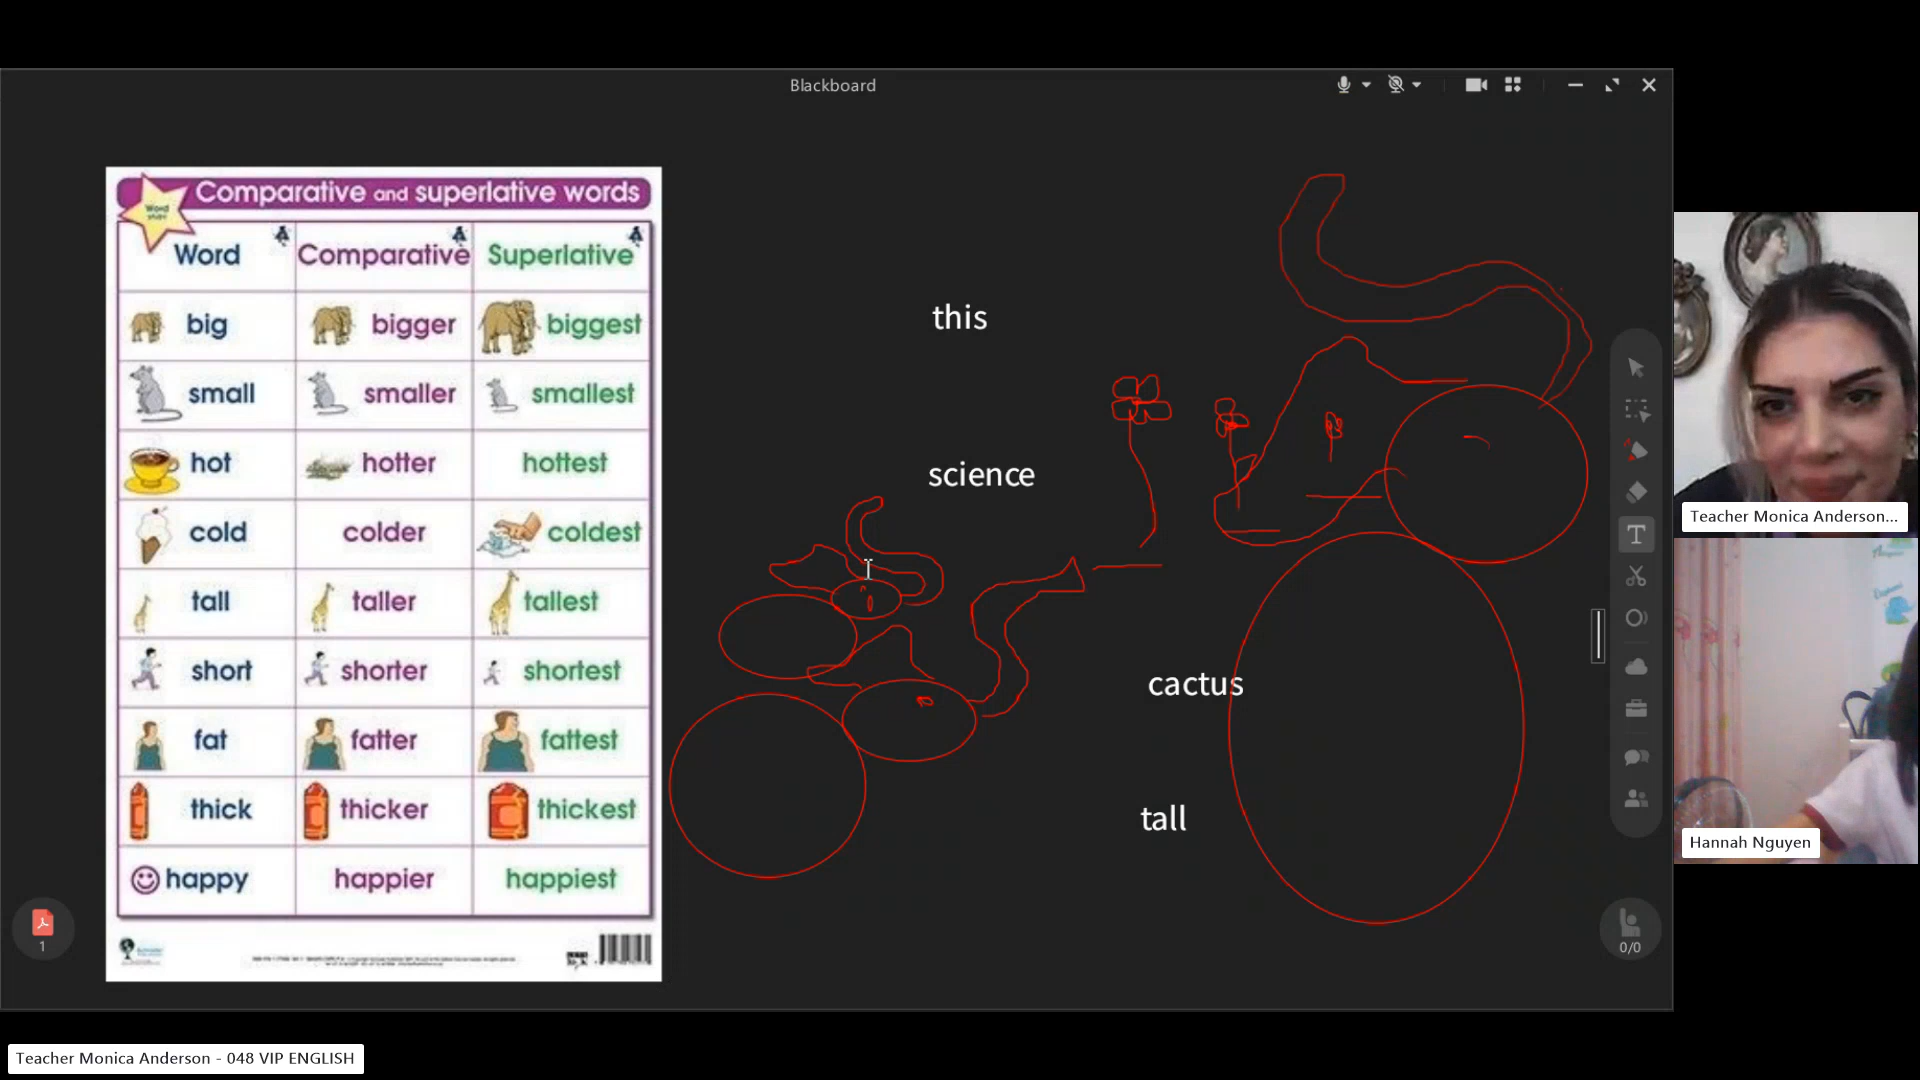 Blackboard
Comparative and superlative words
Word Comparative Superlative
big bigger biggest
small smaller smallest
hot hotter hottest
cold colder coldest
tall taller tallest
short shorter shortest
fat fatter fattest
thick thicker thickest
happy happier happiest
this
science
cactus
tall
T
1
0/0
Teacher Monica Anderson...
Hannah Nguyen
Teacher Monica Anderson - 048 VIP ENGLISH